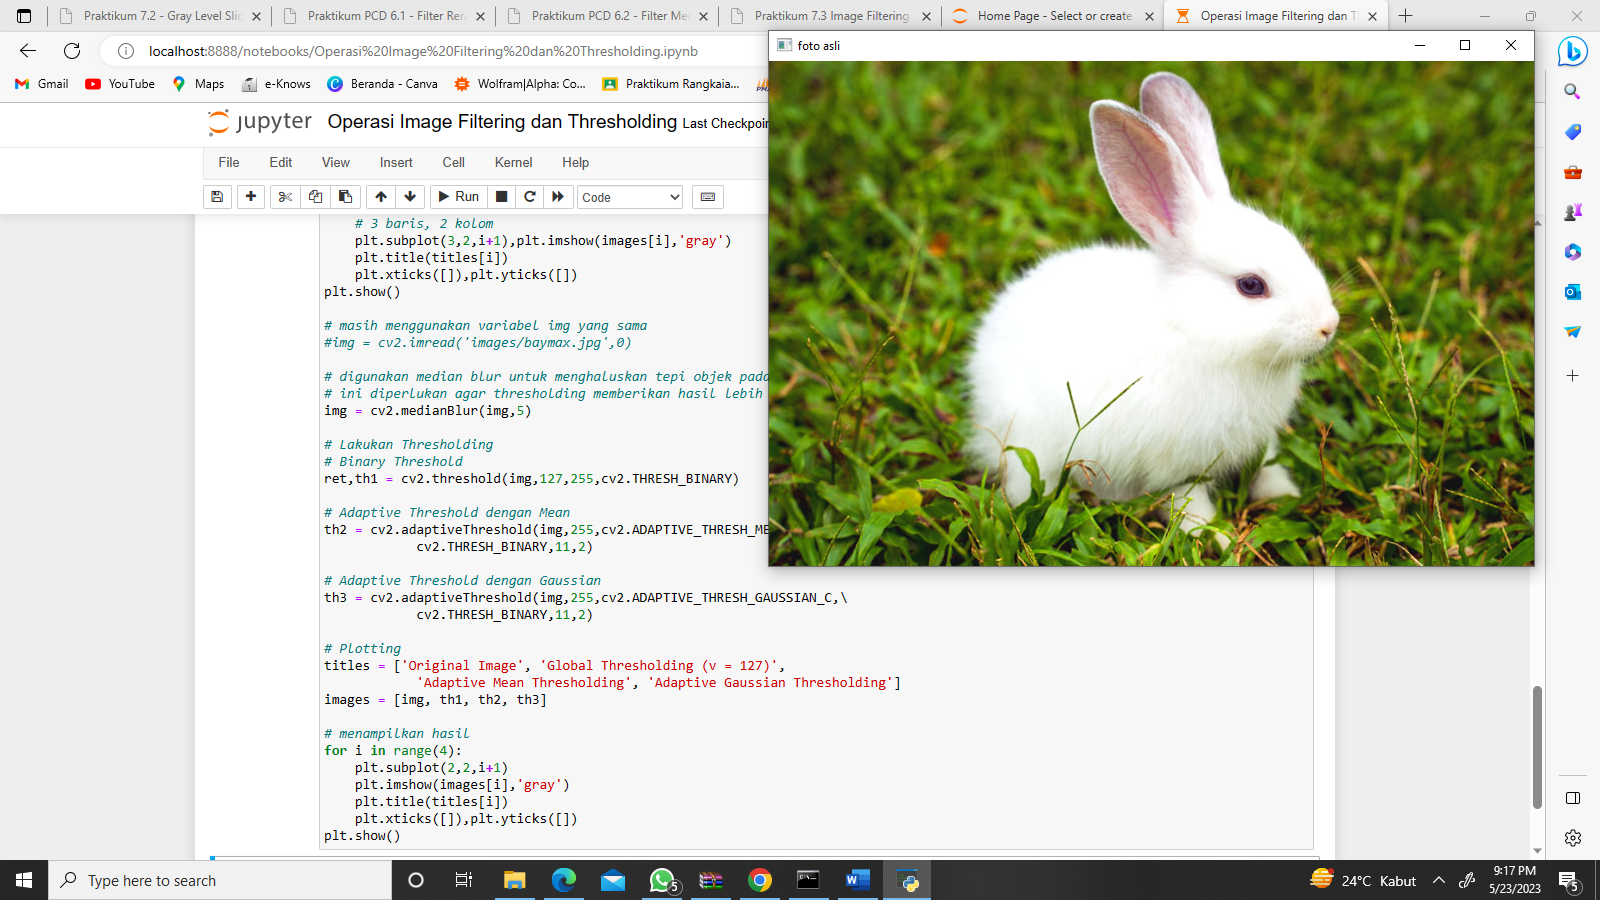 Praktikum 7.2 - Gray Level Slic
Praktikum PCD 6.1 - Filter Rera
Praktikum PCD 6.2 - Filter Me
Praktikum 7.3 Image Filtering
Home Page - Select or create
Operasi Image Filtering dan T
localhost:8888/notebooks/Operasi%20Image%20Filtering%20dan%20Thresholding.ipynb
foto asli
Gmail
YouTube
Maps
e-Knows
Beranda - Canva
Wolfram|Alpha: Co...
Praktikum Rangkaia...
jupyter
Operasi Image Filtering dan Thresholding Last Checkpoin
File Edit View Insert Cell Kernel Help
Run
Code
# 3 baris, 2 kolom
plt.subplot(3,2,i+1),plt.imshow(images[i],'gray')
plt.title(titles[i])
plt.xticks([]),plt.yticks([])
plt.show()
# masih menggunakan variabel img yang sama
#img = cv2.imread('images/baymax.jpg',0)
# digunakan median blur untuk menghaluskan tepi objek pada
# ini diperlukan agar thresholding memberikan hasil lebih
img = cv2.medianBlur(img,5)
# Lakukan Thresholding
# Binary Threshold
ret,th1 = cv2.threshold(img,127,255,cv2.THRESH_BINARY)
# Adaptive Threshold dengan Mean
th2 = cv2.adaptiveThreshold(img,255,cv2.ADAPTIVE_THRESH_ME
cv2.THRESH_BINARY,11,2)
# Adaptive Threshold dengan Gaussian
th3 = cv2.adaptiveThreshold(img,255,cv2.ADAPTIVE_THRESH_GAUSSIAN_C,\
cv2.THRESH_BINARY,11,2)
# Plotting
titles = ['Original Image', 'Global Thresholding (v = 127)',
'Adaptive Mean Thresholding', 'Adaptive Gaussian Thresholding']
images = [img, th1, th2, th3]
# menampilkan hasil
for i in range(4):
plt.subplot(2,2,i+1)
plt.imshow(images[i],'gray')
plt.title(titles[i])
plt.xticks([]),plt.yticks([])
plt.show()
Type here to search
5
24°C Kabut
9:17 PM
5/23/2023
5